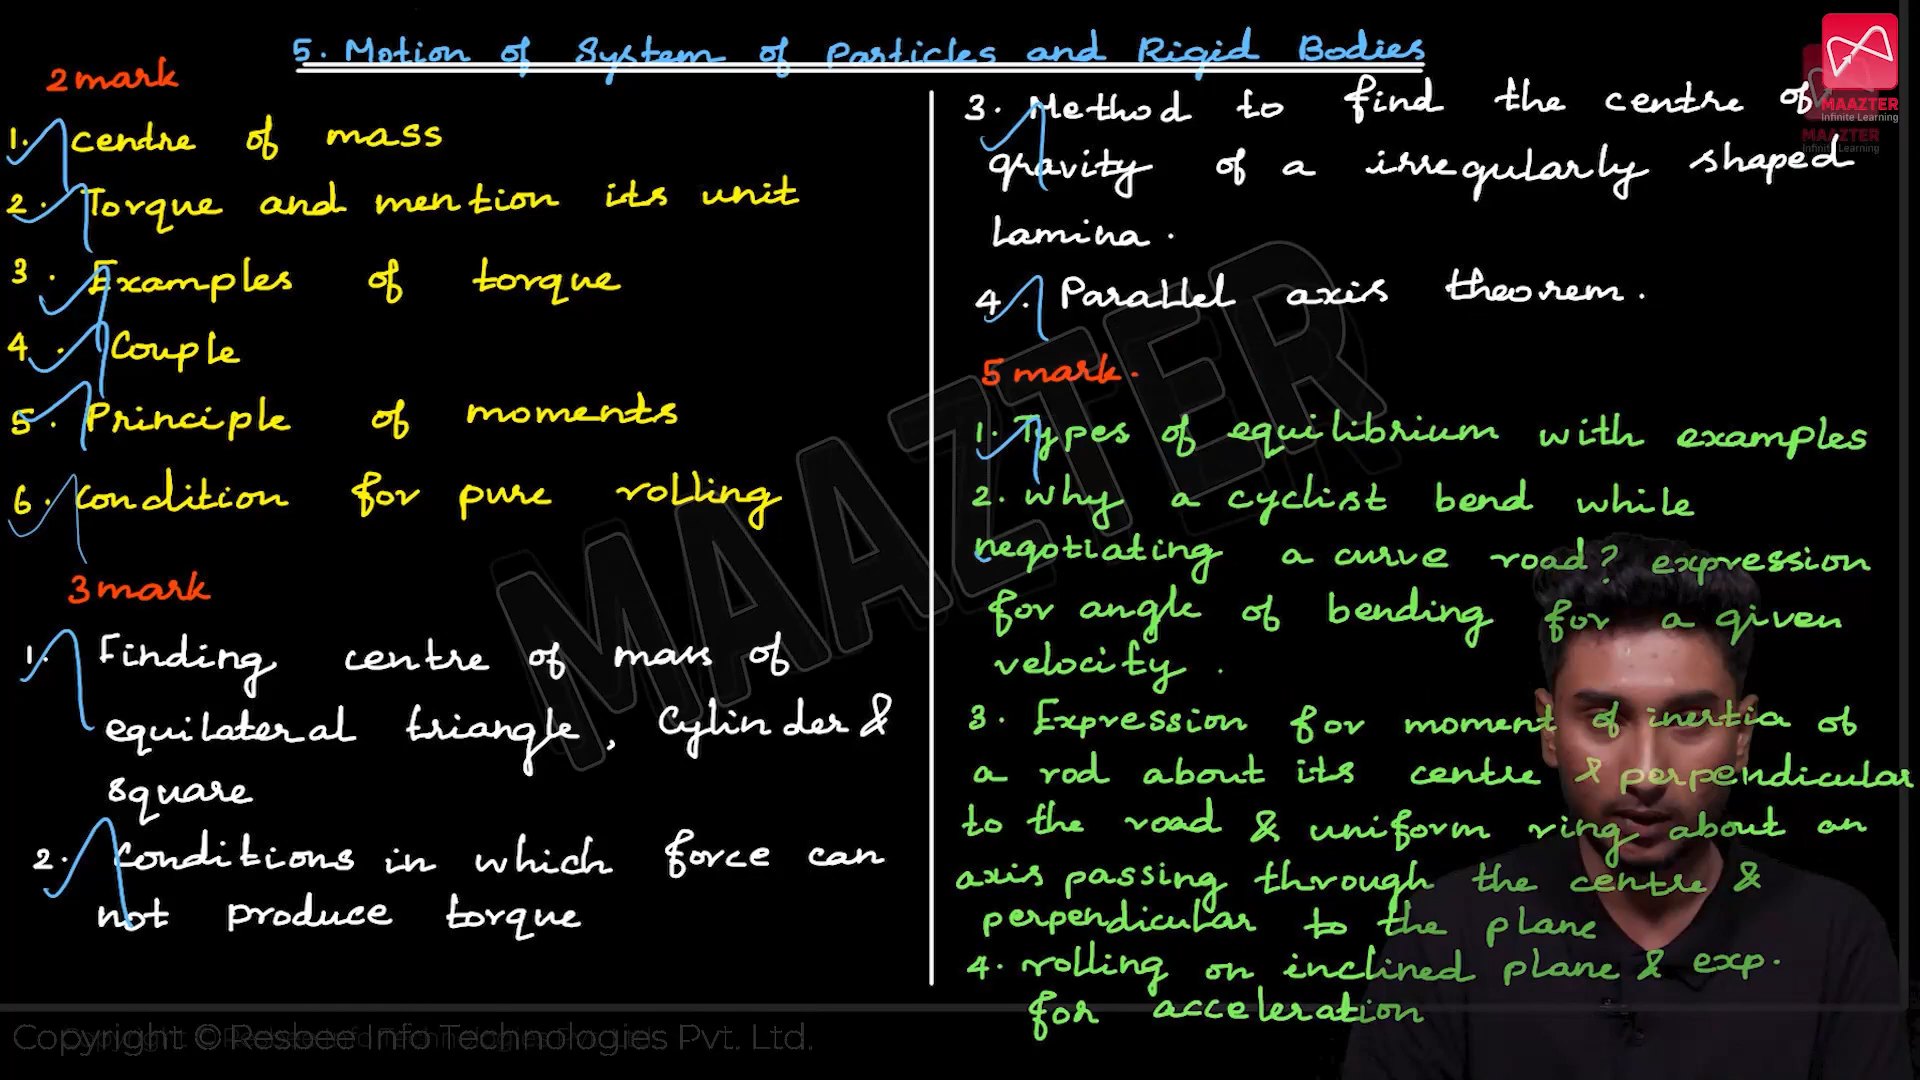 5. Motion of System of Particles and Rigid Bodies
2 mark
1. centre of mass
2. Torque and mention its unit
3. Examples of torque
4. Couple
5. Principle of moments
6. Condition for pure rolling
3 mark
1. Finding centre of mass of
equilateral triangle, Cylinder &
square
2. Conditions in which force can
not produce torque
3. Method to find the centre of
gravity of a irregularly shaped
lamina.
4. Parallel axis theorem.
5 mark.
1. Types of equilibrium with examples
2. Why a cyclist bend while
negotiating a curve road? expression
for angle of bending for a given
velocity.
3. Expression for moment of inertia of
a rod about its centre & perpendicular
to the road & uniform ring about an
axis passing through the centre &
perpendicular to the plane
4. rolling on inclined plane & exp.
for acceleration
MAAZTER
Infinite Learning
MAAZTER
Infinite Learning
MAAZTER
Copyright © Resbee Info Technologies Pvt. Ltd.